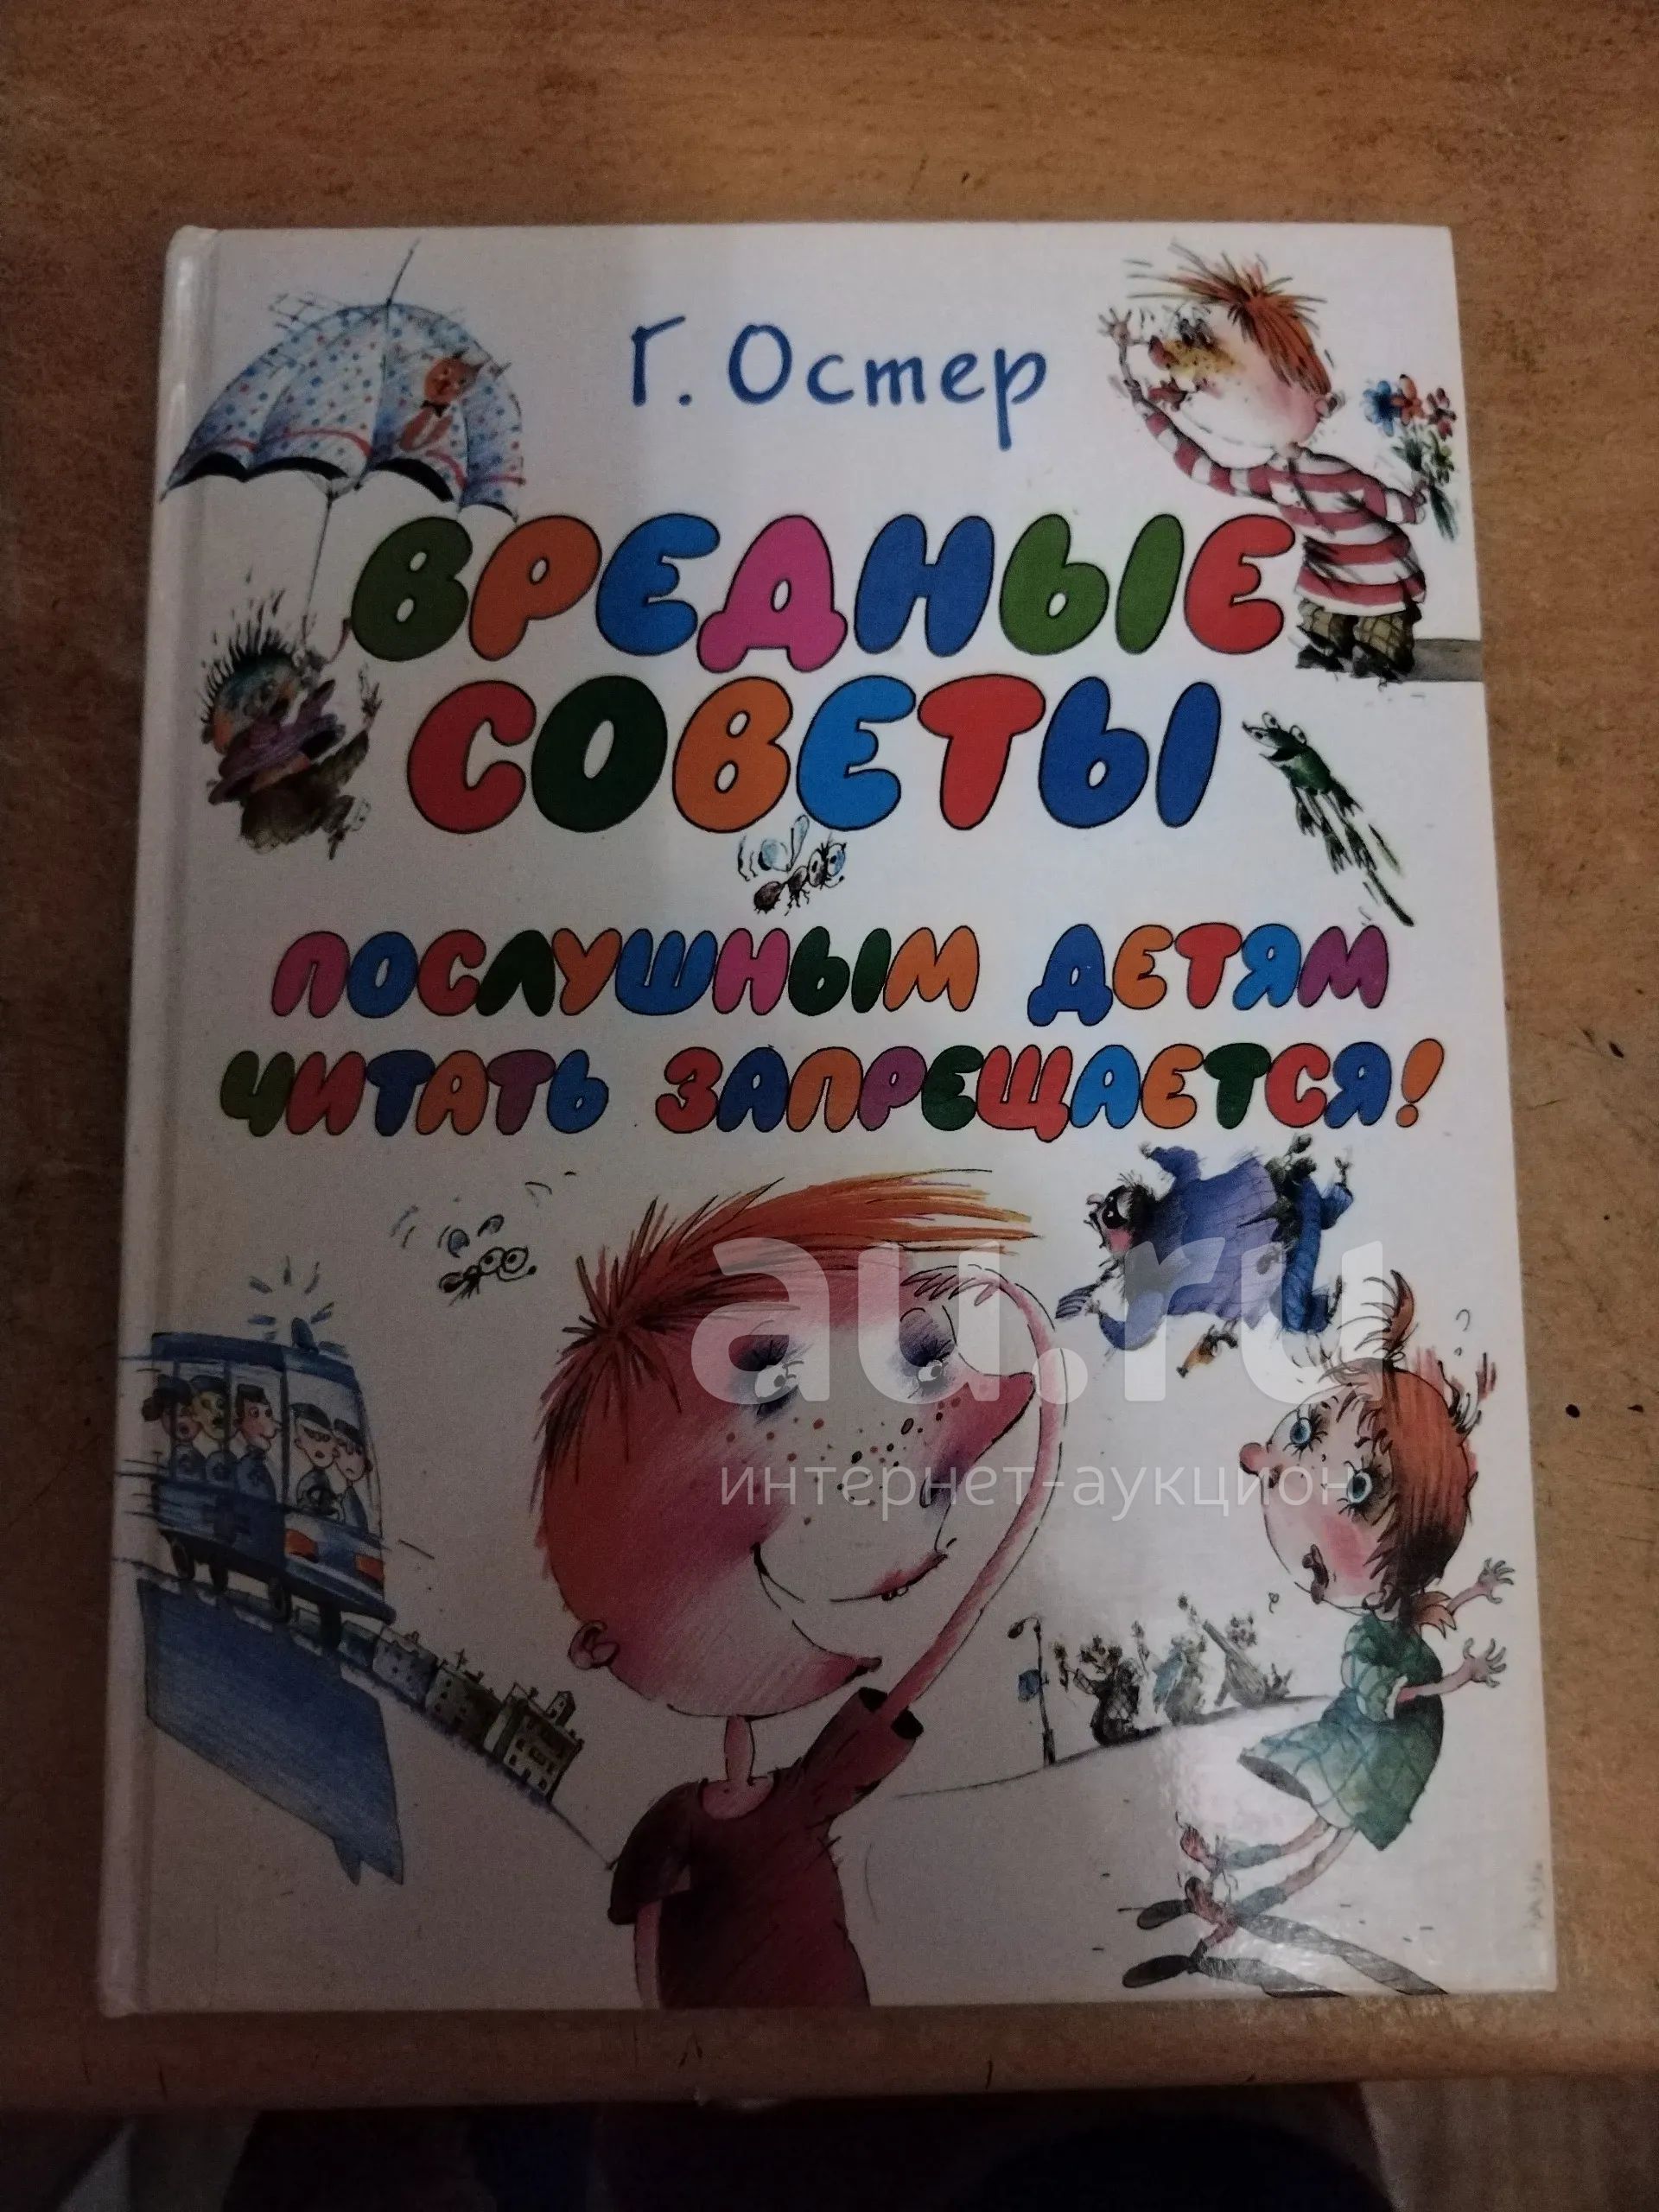 Г. Остер
ВРЕДНЫЕ
СОВЕТЫ
ПОСЛУШНЫМ ДЕТЯМ
ЧИТАТЬ ЗАПРЕЩАЕТСЯ!
au.ru
интернет-аукцион